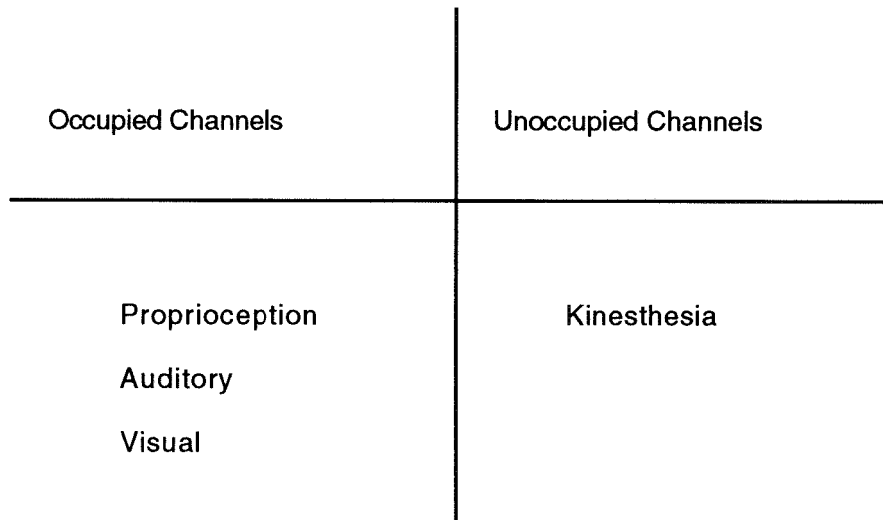 Occupied Channels
Unoccupied Channels
Proprioception
Kinesthesia
Auditory
Visual